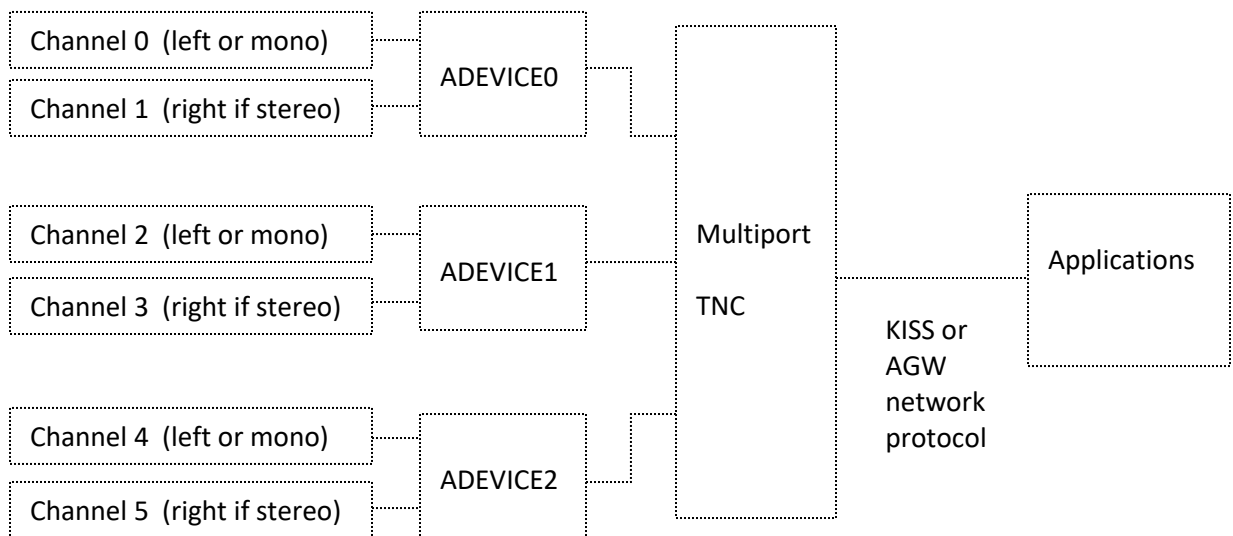 Channel 0  (left or mono)
Channel 1  (right if stereo)
ADEVICE0
Channel 2  (left or mono)
Channel 3  (right if stereo)
ADEVICE1
Channel 4  (left or mono)
Channel 5  (right if stereo)
ADEVICE2
Multiport
TNC
KISS or
AGW
network
protocol
Applications